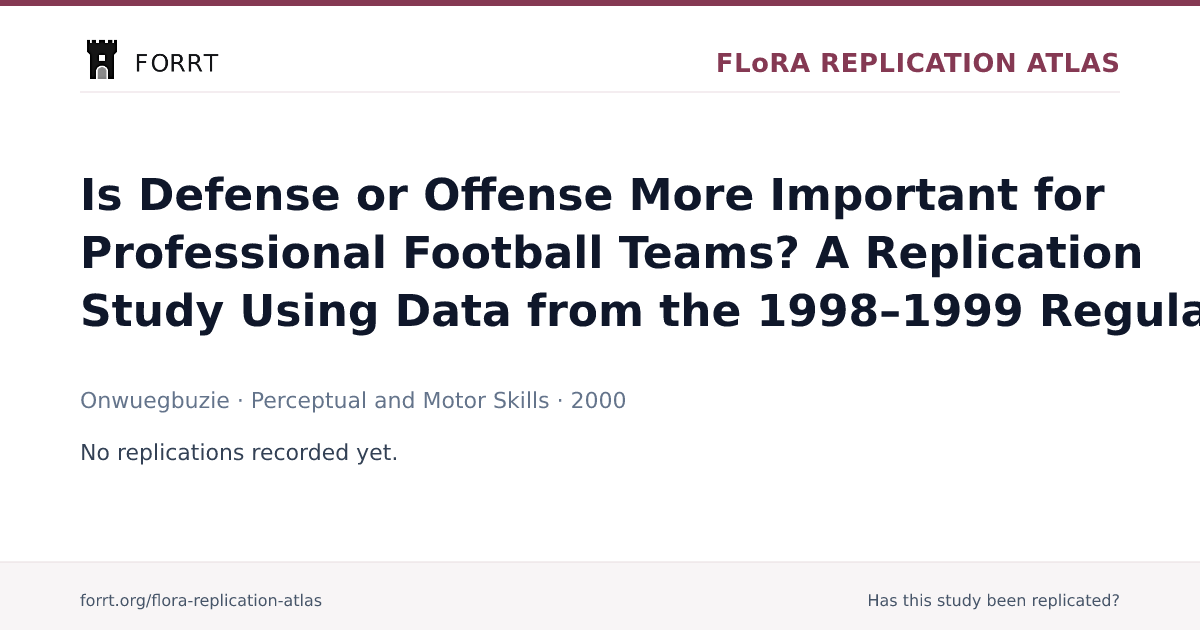 FORRT
FLoRA REPLICATION ATLAS
Is Defense or Offense More Important for
Professional Football Teams? A Replication
Study Using Data from the 1998–1999 Regula
Onwuegbuzie · Perceptual and Motor Skills · 2000
No replications recorded yet.
forrt.org/flora-replication-atlas
Has this study been replicated?